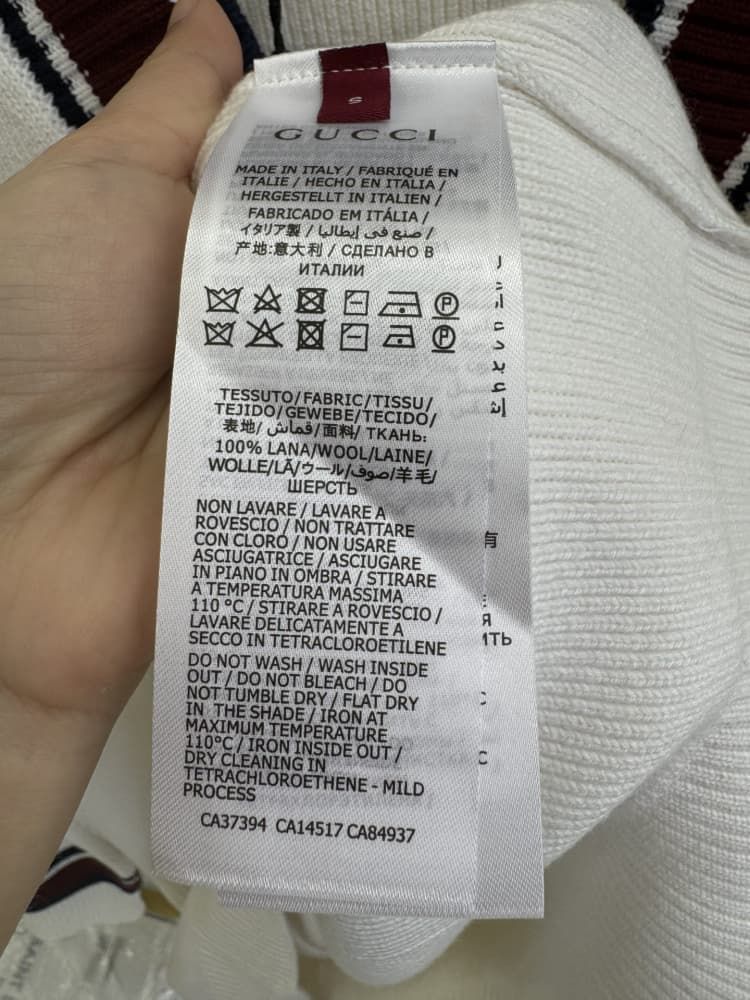 S
GUCCI
MADE IN ITALY / FABRIQUÉ EN
ITALIE / HECHO EN ITALIA /
HERGESTELLT IN ITALIEN /
FABRICADO EM ITÁLIA /
イタリア製 / صنع في إيطاليا /
产地:意大利 / СДЕЛАНО В
ИТАЛИИ
P
P
TESSUTO/FABRIC/TISSU/
TEJIDO/GEWEBE/TECIDO/
表地/ قماش/面料/ ТКАНЬ:
100% LANA/WOOL/LAINE/
WOLLE/LÃ/ウール/صوف/羊毛/
ШЕРСТЬ
NON LAVARE / LAVARE A
ROVESCIO / NON TRATTARE
CON CLORO / NON USARE
ASCIUGATRICE / ASCIUGARE
IN PIANO IN OMBRA / STIRARE
A TEMPERATURA MASSIMA
110 °C / STIRARE A ROVESCIO /
LAVARE DELICATAMENTE A
SECCO IN TETRACLOROETILENE
DO NOT WASH / WASH INSIDE
OUT / DO NOT BLEACH / DO
NOT TUMBLE DRY / FLAT DRY
IN THE SHADE / IRON AT
MAXIMUM TEMPERATURE
110°C / IRON INSIDE OUT /
DRY CLEANING IN
TETRACHLOROETHENE - MILD
PROCESS
CA37394 CA14517 CA84937
有
Я
ИТЬ
С
С
SAINT